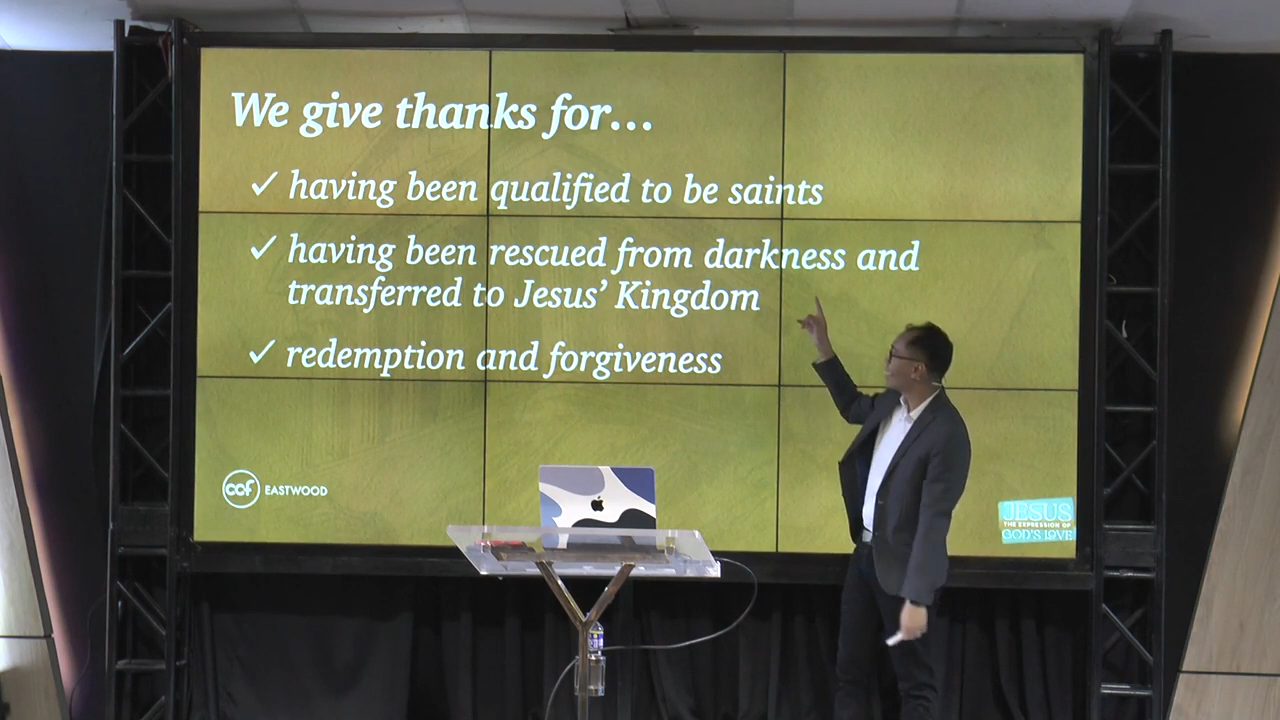 We give thanks for...
✓ having been qualified to be saints
✓ having been rescued from darkness and
transferred to Jesus' Kingdom
✓ redemption and forgiveness
ccf EASTWOOD
JESUS
THE EXPRESSION OF
GOD'S LOVE